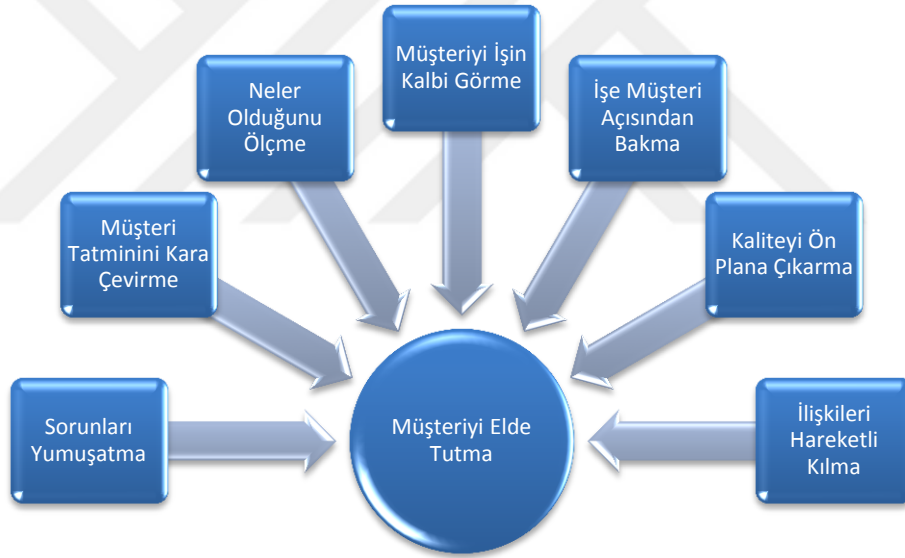 Müşteriyi İşin
Kalbi Görme
Neler
Olduğunu
Ölçme
İşe Müşteri
Açısından
Bakma
Müşteri
Tatminini Kara
Çevirme
Kaliteyi Ön
Plana Çıkarma
Sorunları
Yumuşatma
Müşteriyi Elde
Tutma
İlişkileri
Hareketli
Kılma